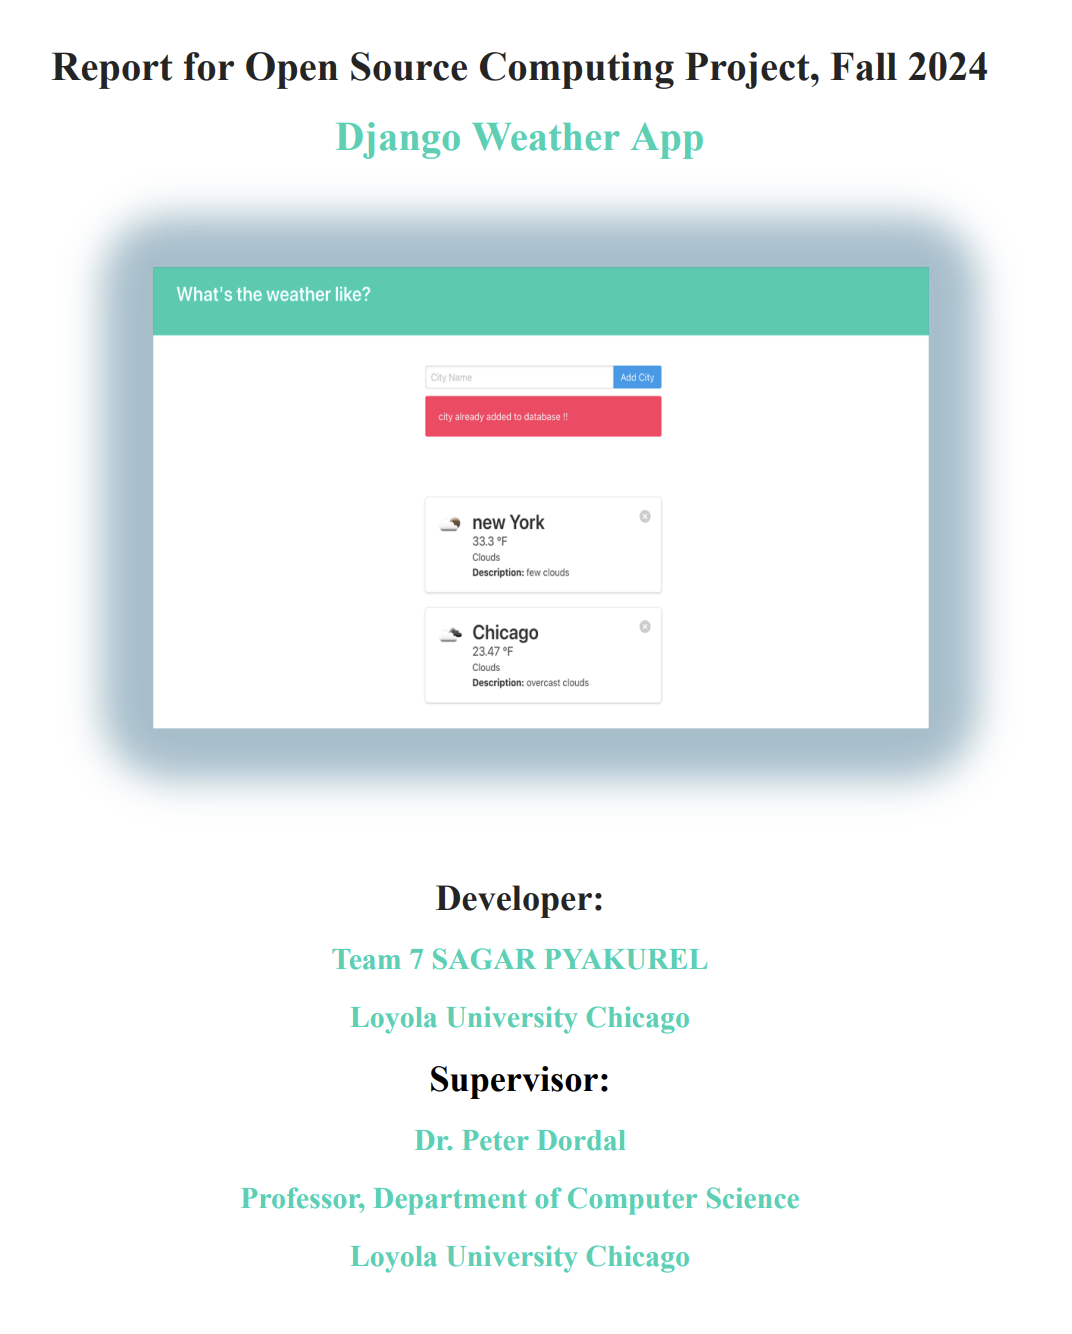 Report for Open Source Computing Project, Fall 2024
Django Weather App
What's the weather like?
City Name
Add City
city already added to database !!
new York
33.3 °F
Clouds
Description: few clouds
Chicago
23.47 °F
Clouds
Description: overcast clouds
Developer:
Team 7 SAGAR PYAKUREL
Loyola University Chicago
Supervisor:
Dr. Peter Dordal
Professor, Department of Computer Science
Loyola University Chicago